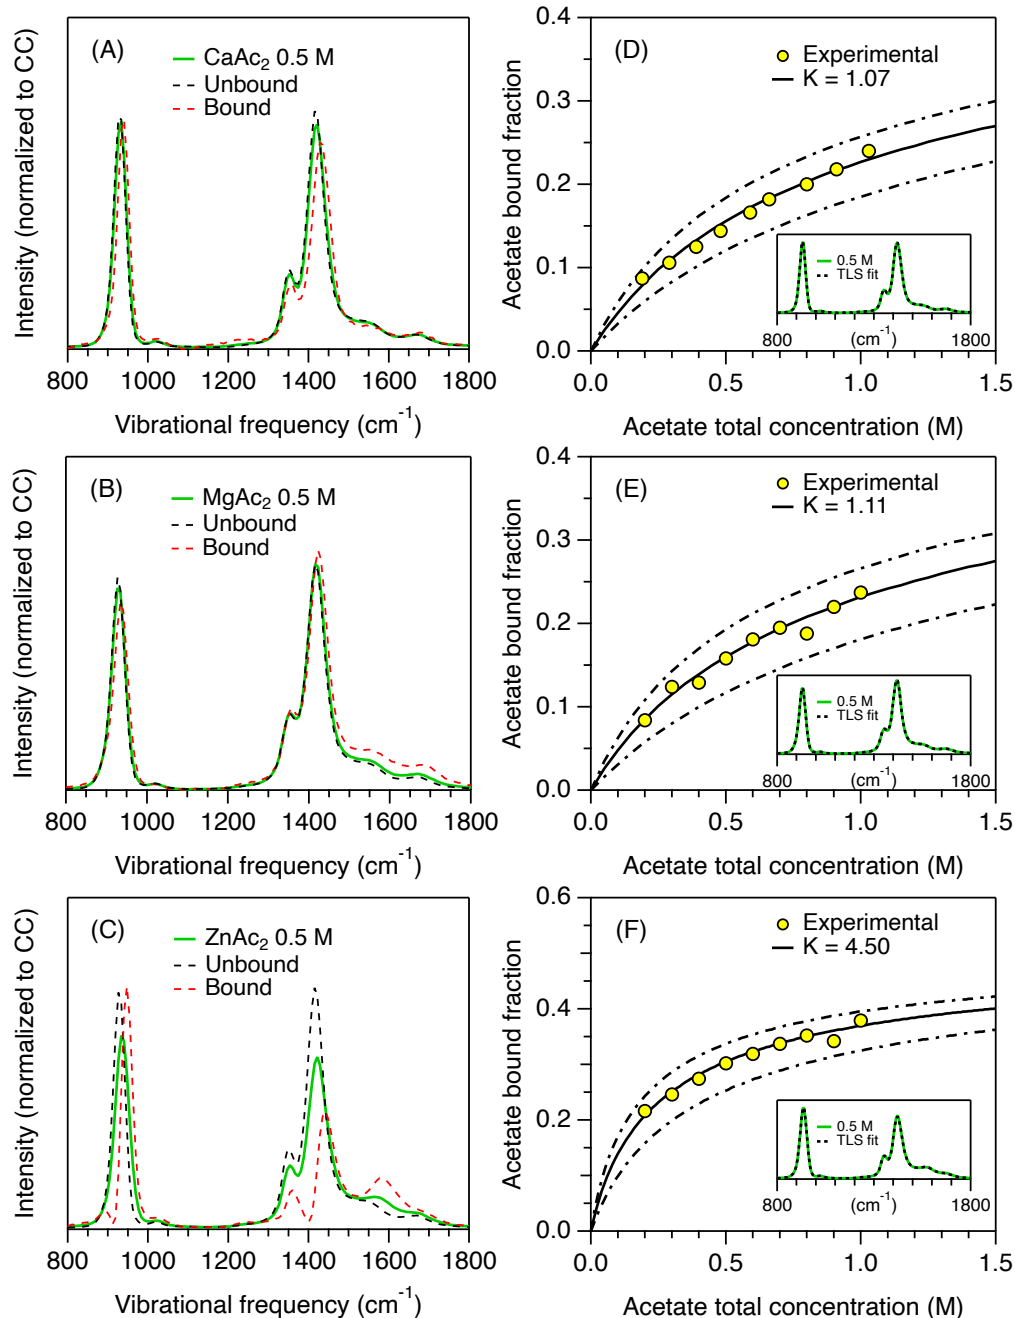 (A)
CaAc₂ 0.5 M
Unbound
Bound
Intensity (normalized to CC)
800 1000 1200 1400 1600 1800
Vibrational frequency (cm⁻¹)
(D)
Experimental
K = 1.07
Acetate bound fraction
0.4
0.3
0.2
0.1
0.0
0.5 M
TLS fit
800 (cm⁻¹) 1800
0.0 0.5 1.0 1.5
Acetate total concentration (M)
(B)
MgAc₂ 0.5 M
Unbound
Bound
Intensity (normalized to CC)
800 1000 1200 1400 1600 1800
Vibrational frequency (cm⁻¹)
(E)
Experimental
K = 1.11
Acetate bound fraction
0.4
0.3
0.2
0.1
0.0
0.5 M
TLS fit
800 (cm⁻¹) 1800
0.0 0.5 1.0 1.5
Acetate total concentration (M)
(C)
ZnAc₂ 0.5 M
Unbound
Bound
Intensity (normalized to CC)
800 1000 1200 1400 1600 1800
Vibrational frequency (cm⁻¹)
(F)
Experimental
K = 4.50
Acetate bound fraction
0.6
0.4
0.2
0.0
0.5 M
TLS fit
800 (cm⁻¹) 1800
0.0 0.5 1.0 1.5
Acetate total concentration (M)